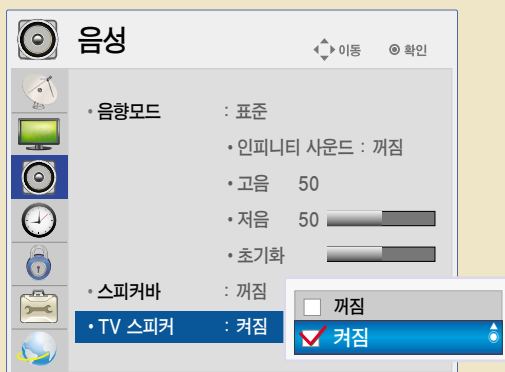 음성
이동 확인
• 음향모드 : 표준
• 인피니티 사운드 : 꺼짐
• 고음 50
• 저음 50
• 초기화
• 스피커바 : 꺼짐
• TV 스피커 : 켜짐
꺼짐
켜짐